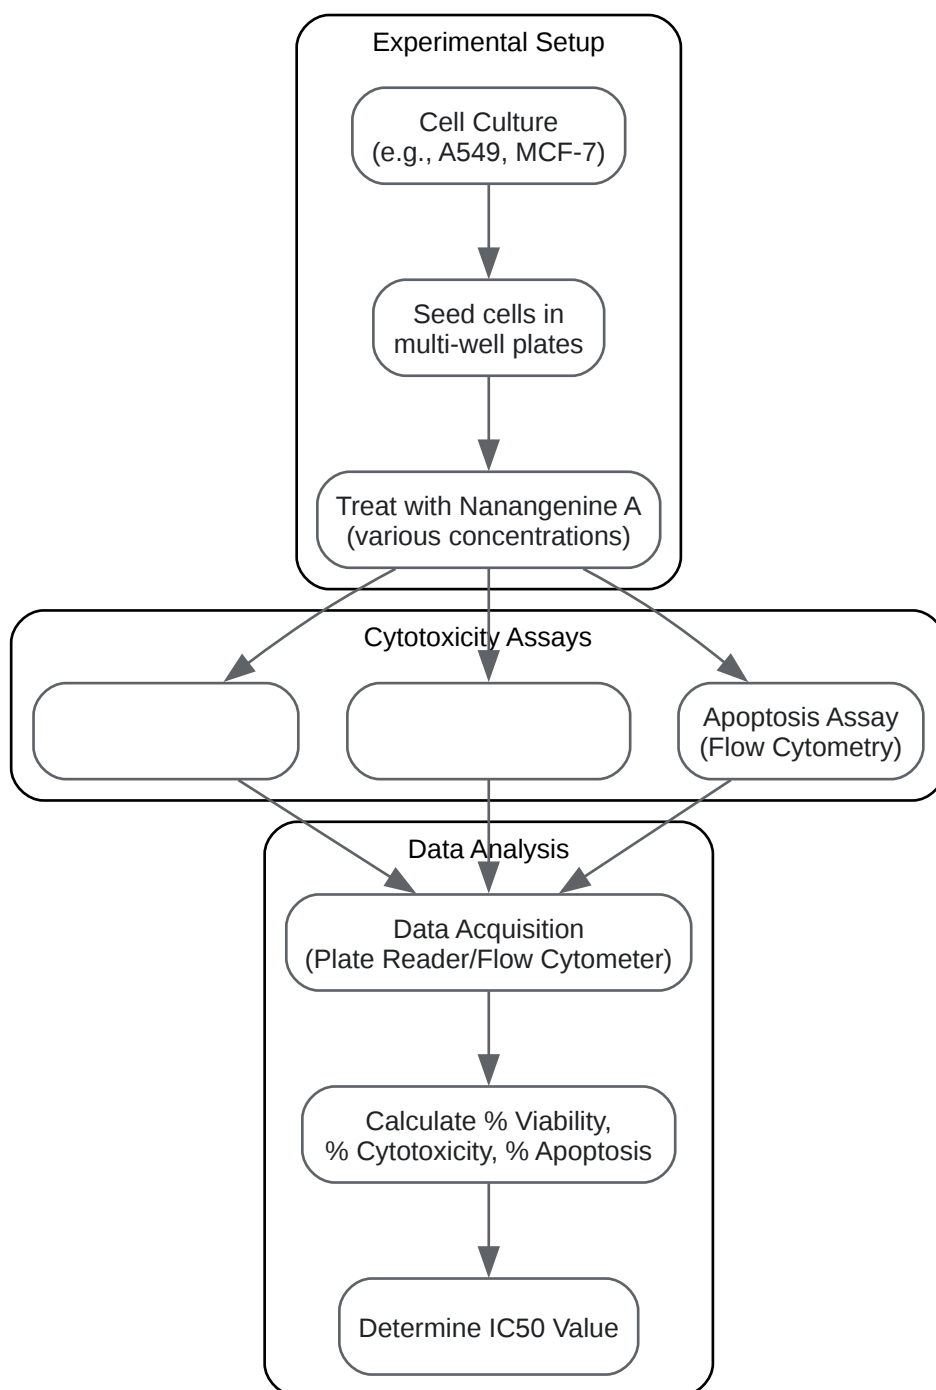 Experimental Setup
Cell Culture
(e.g., A549, MCF-7)
Seed cells in
multi-well plates
Treat with Nanangenine A
(various concentrations)
Cytotoxicity Assays
Apoptosis Assay
(Flow Cytometry)
Data Analysis
Data Acquisition
(Plate Reader/Flow Cytometer)
Calculate % Viability,
% Cytotoxicity, % Apoptosis
Determine IC50 Value